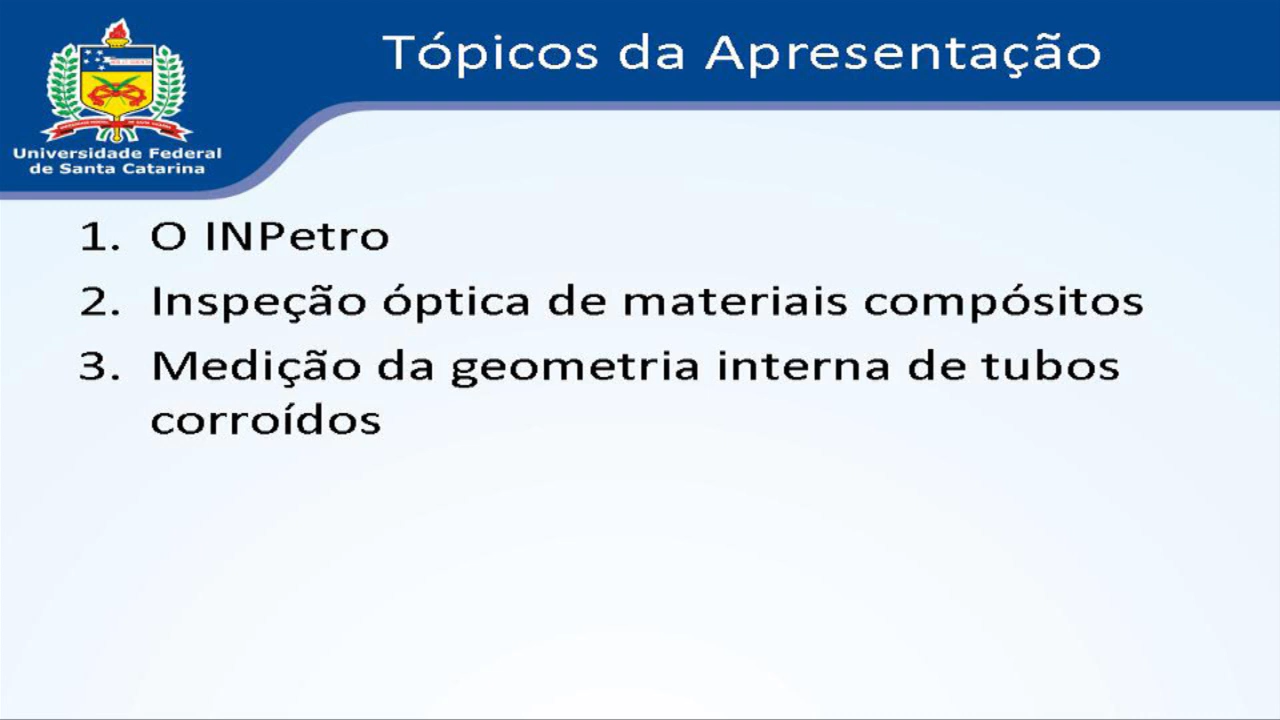 Tópicos da Apresentação
Universidade Federal
de Santa Catarina
1. O INPetro
2. Inspeção óptica de materiais compósitos
3. Medição da geometria interna de tubos
corroídos